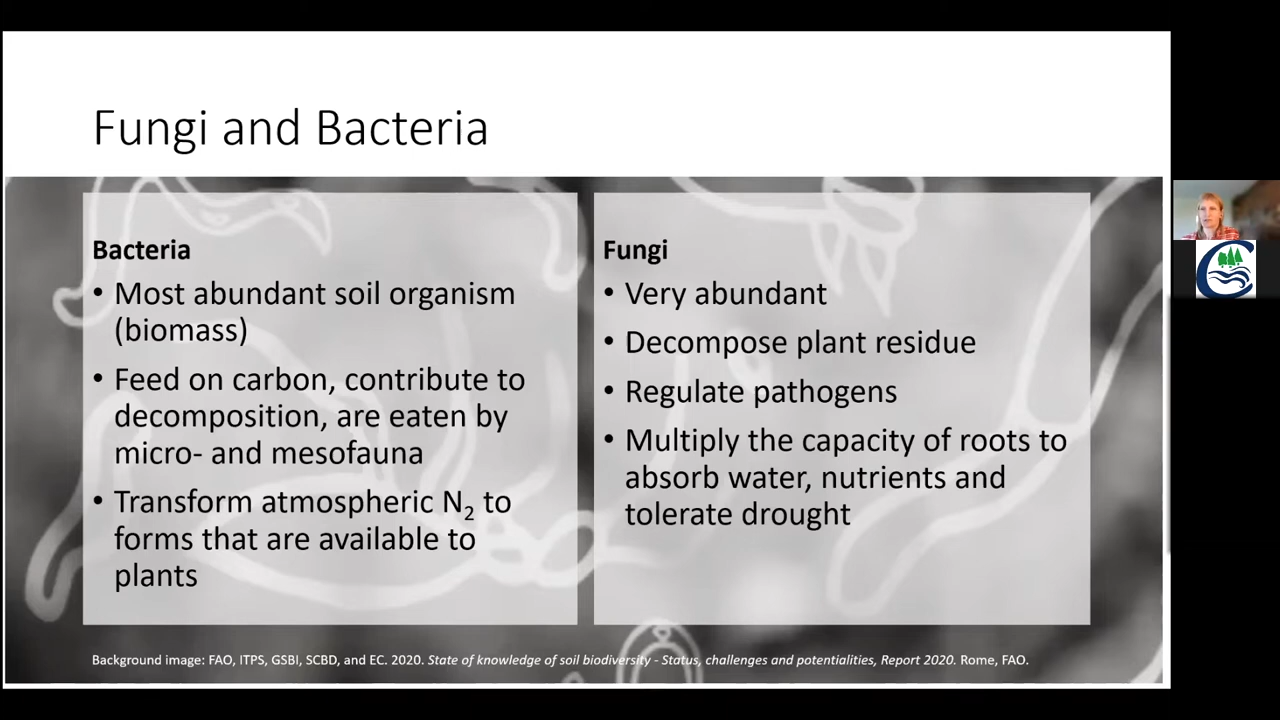 Fungi and Bacteria
Bacteria
• Most abundant soil organism
(biomass)
• Feed on carbon, contribute to
decomposition, are eaten by
micro- and mesofauna
• Transform atmospheric N₂ to
forms that are available to
plants
Fungi
• Very abundant
• Decompose plant residue
• Regulate pathogens
• Multiply the capacity of roots to
absorb water, nutrients and
tolerate drought
Background image: FAO, ITPS, GSBI, SCBD, and EC. 2020. State of knowledge of soil biodiversity - Status, challenges and potentialities, Report 2020. Rome, FAO.